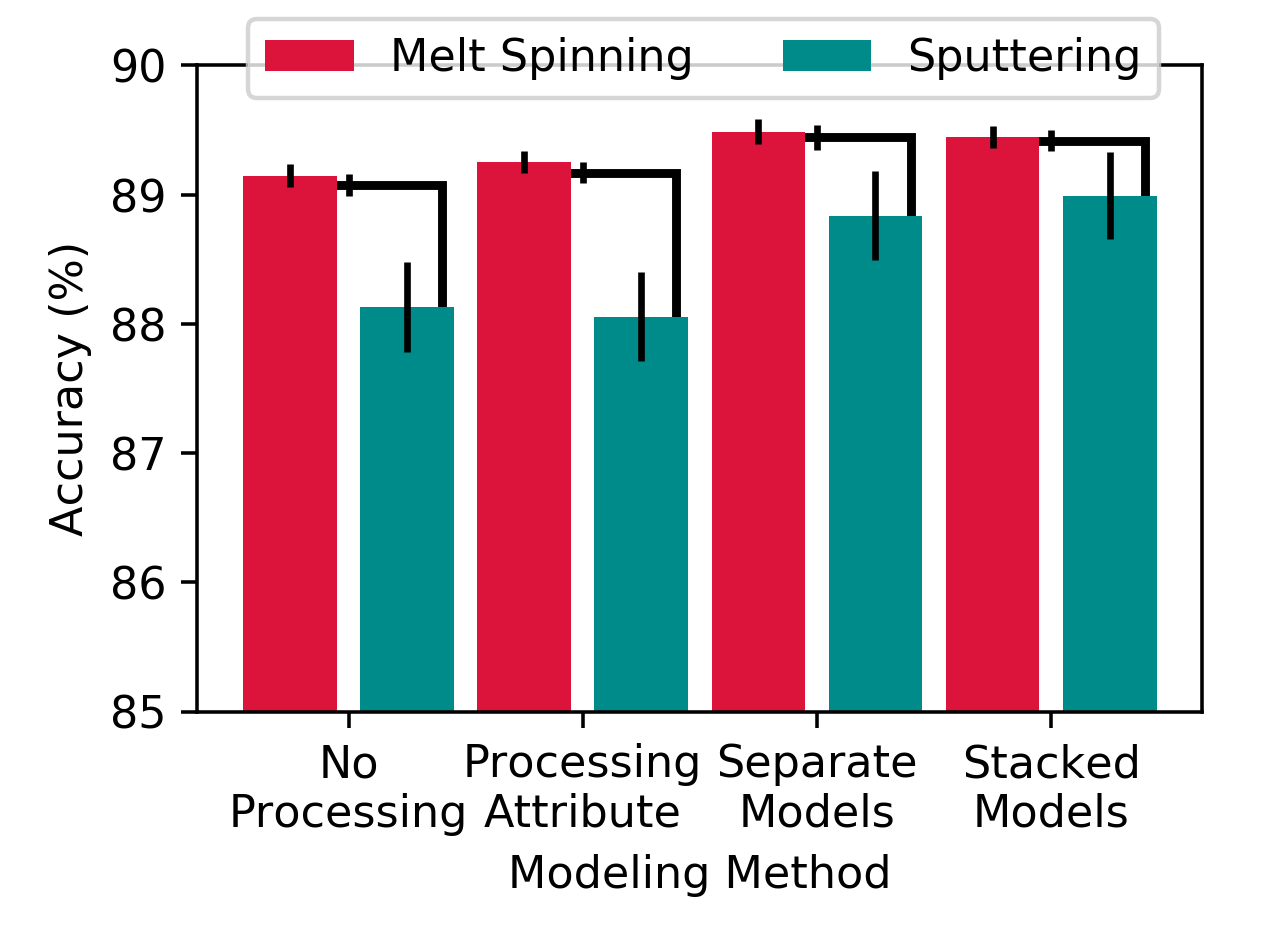 Melt Spinning Sputtering
90
89
88
87
86
85
Accuracy (%)
No Processing Separate Stacked
Processing Attribute Models Models
Modeling Method